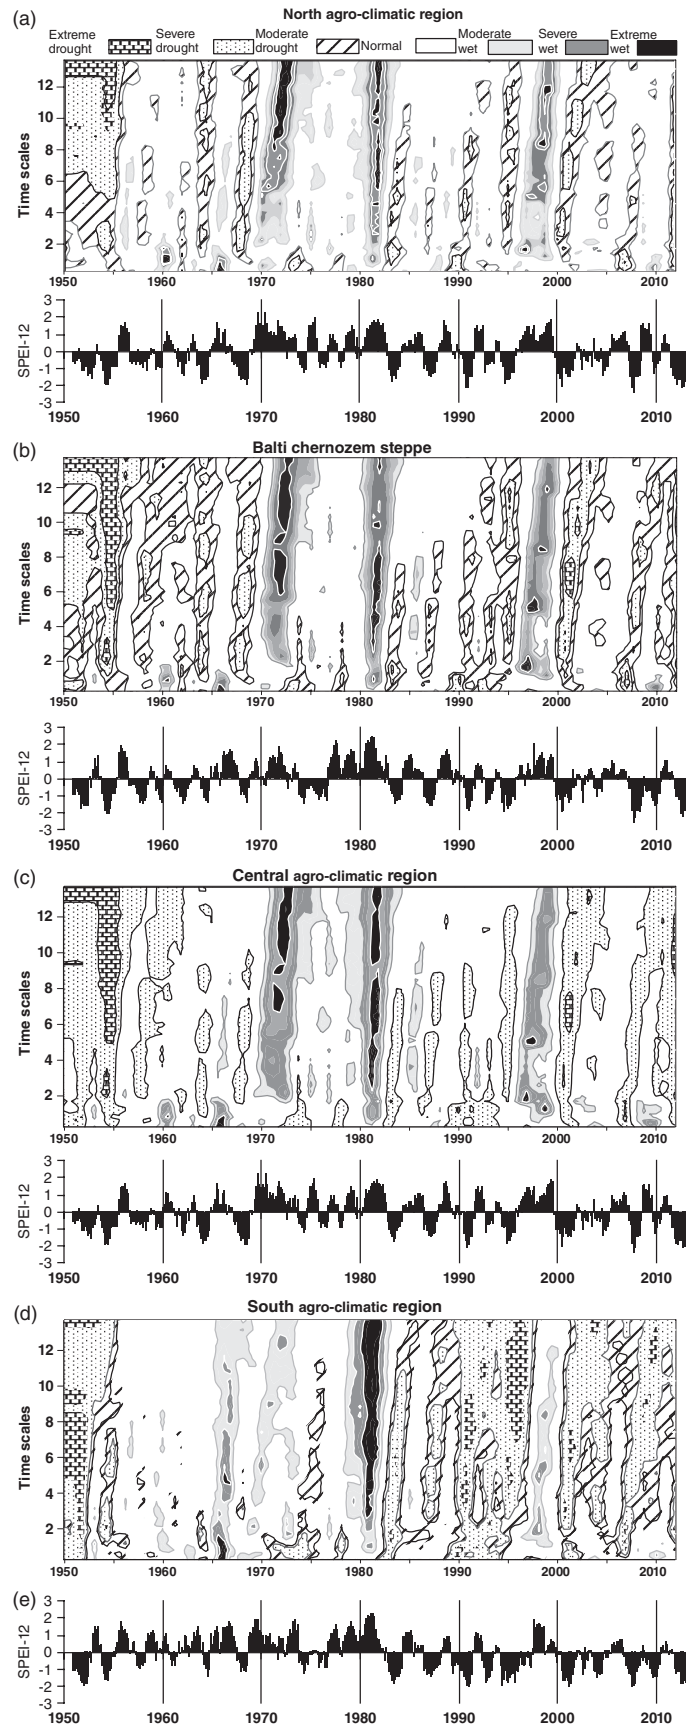 (a) North agro-climatic region
Extreme drought Severe drought Moderate drought Normal Moderate wet Severe wet Extreme wet
Time scales
12
10
8
6
4
2
1950 1960 1970 1980 1990 2000 2012
SPEI-12
3
2
1
0
-1
-2
-3
1950 1960 1970 1980 1990 2000 2010
(b) Balti chernozem steppe
Time scales
12
10
8
6
4
2
1950 1960 1970 1980 1990 2000 2012
SPEI-12
3
2
1
0
-1
-2
-3
1950 1960 1970 1980 1990 2000 2010
(c) Central agro-climatic region
Time scales
12
10
8
6
4
2
1950 1960 1970 1980 1990 2000 2012
SPEI-12
3
2
1
0
-1
-2
-3
1950 1960 1970 1980 1990 2000 2010
(d) South agro-climatic region
Time scales
12
10
8
6
4
2
1950 1960 1970 1980 1990 2000 2012
(e)
SPEI-12
3
2
1
0
-1
-2
-3
1950 1960 1970 1980 1990 2000 2010